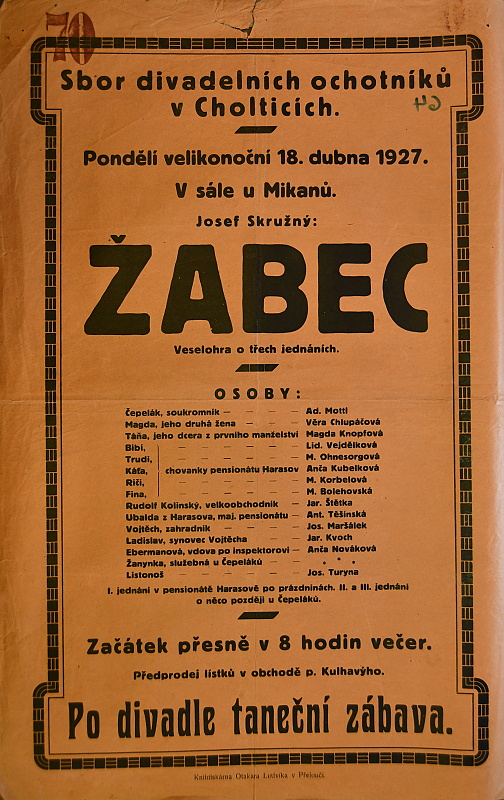 70
Sbor divadelních ochotníků
v Cholticích.
Pondělí velikonoční 18. dubna 1927.
V sále u Mikanů.
Josef Skružný:
ŽABEC
Veselohra o třech jednáních.
OSOBY:
Čepelák, soukromník — — — — Ad. Mottl
Magda, jeho druhá žena — — — Věra Chlupáčová
Táňa, jeho dcera z prvního manželství Magda Knopfová
Bibi, — — — — — — Lid. Vejdělková
Trudi, — — — — — — M. Ohnesorgová
Káťa, chovanky pensionátu Harasov Anča Kubelková
Riči, — — — — — — M. Korbelová
Fina, — — — — — — M. Bolehovská
Rudolf Kolinský, velkoobchodník — Jar. Štětka
Ubalda z Harasova, maj. pensionátu — Ant. Těšinská
Vojtěch, zahradník — — — — Jos. Maršálek
Ladislav, synovec Vojtěcha — — Jar. Kvoch
Ebermanová, vdova po inspektorovi — Anča Nováková
Žanynka, služebná u Čepeláků — — * * *
Listonoš — — — — — — Jos. Turyna
I. jednání v pensionátě Harasově po prázdninách. II. a III. jednání
o něco později u Čepeláků.
Začátek přesně v 8 hodin večer.
Předprodej lístků v obchodě p. Kulhavýho.
Po divadle taneční zábava.
Knihtiskárna Otakara Ludvíka v Přelouči.